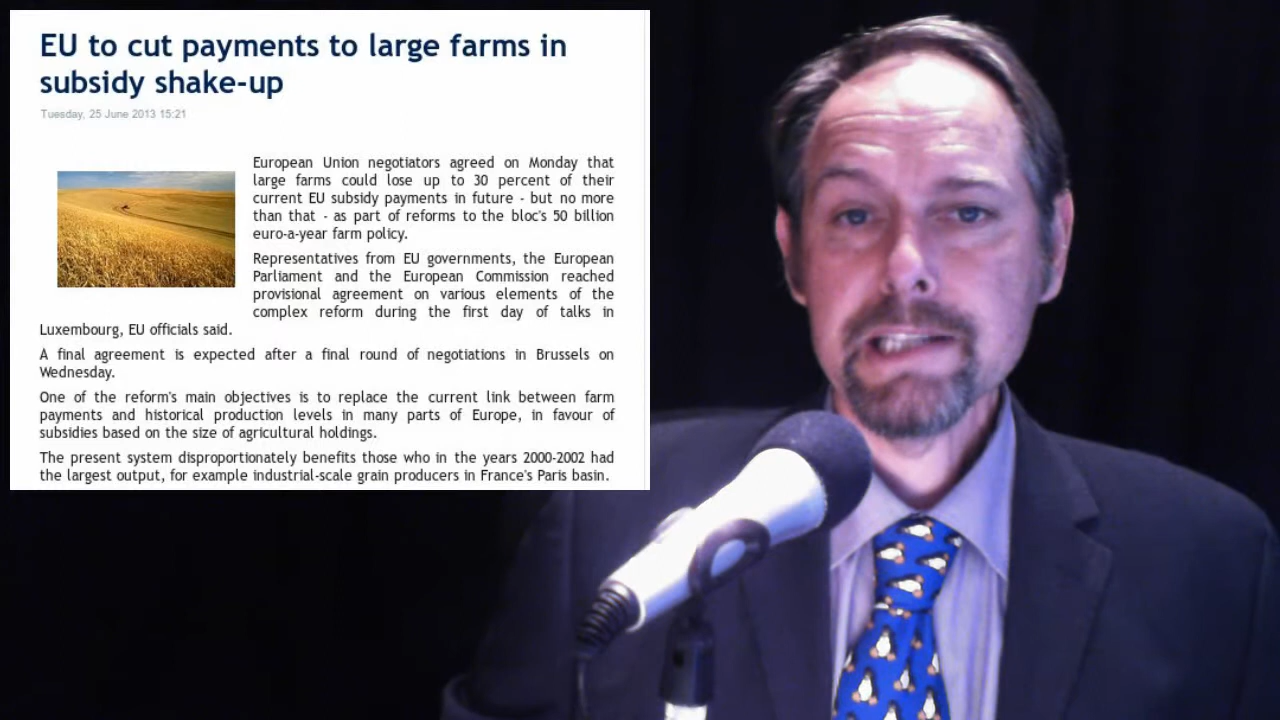 EU to cut payments to large farms in
subsidy shake-up
Tuesday, 25 June 2013 15:21
European Union negotiators agreed on Monday that
large farms could lose up to 30 percent of their
current EU subsidy payments in future - but no more
than that - as part of reforms to the bloc's 50 billion
euro-a-year farm policy.
Representatives from EU governments, the European
Parliament and the European Commission reached
provisional agreement on various elements of the
complex reform during the first day of talks in
Luxembourg, EU officials said.
A final agreement is expected after a final round of negotiations in Brussels on
Wednesday.
One of the reform's main objectives is to replace the current link between farm
payments and historical production levels in many parts of Europe, in favour of
subsidies based on the size of agricultural holdings.
The present system disproportionately benefits those who in the years 2000-2002 had
the largest output, for example industrial-scale grain producers in France's Paris basin.